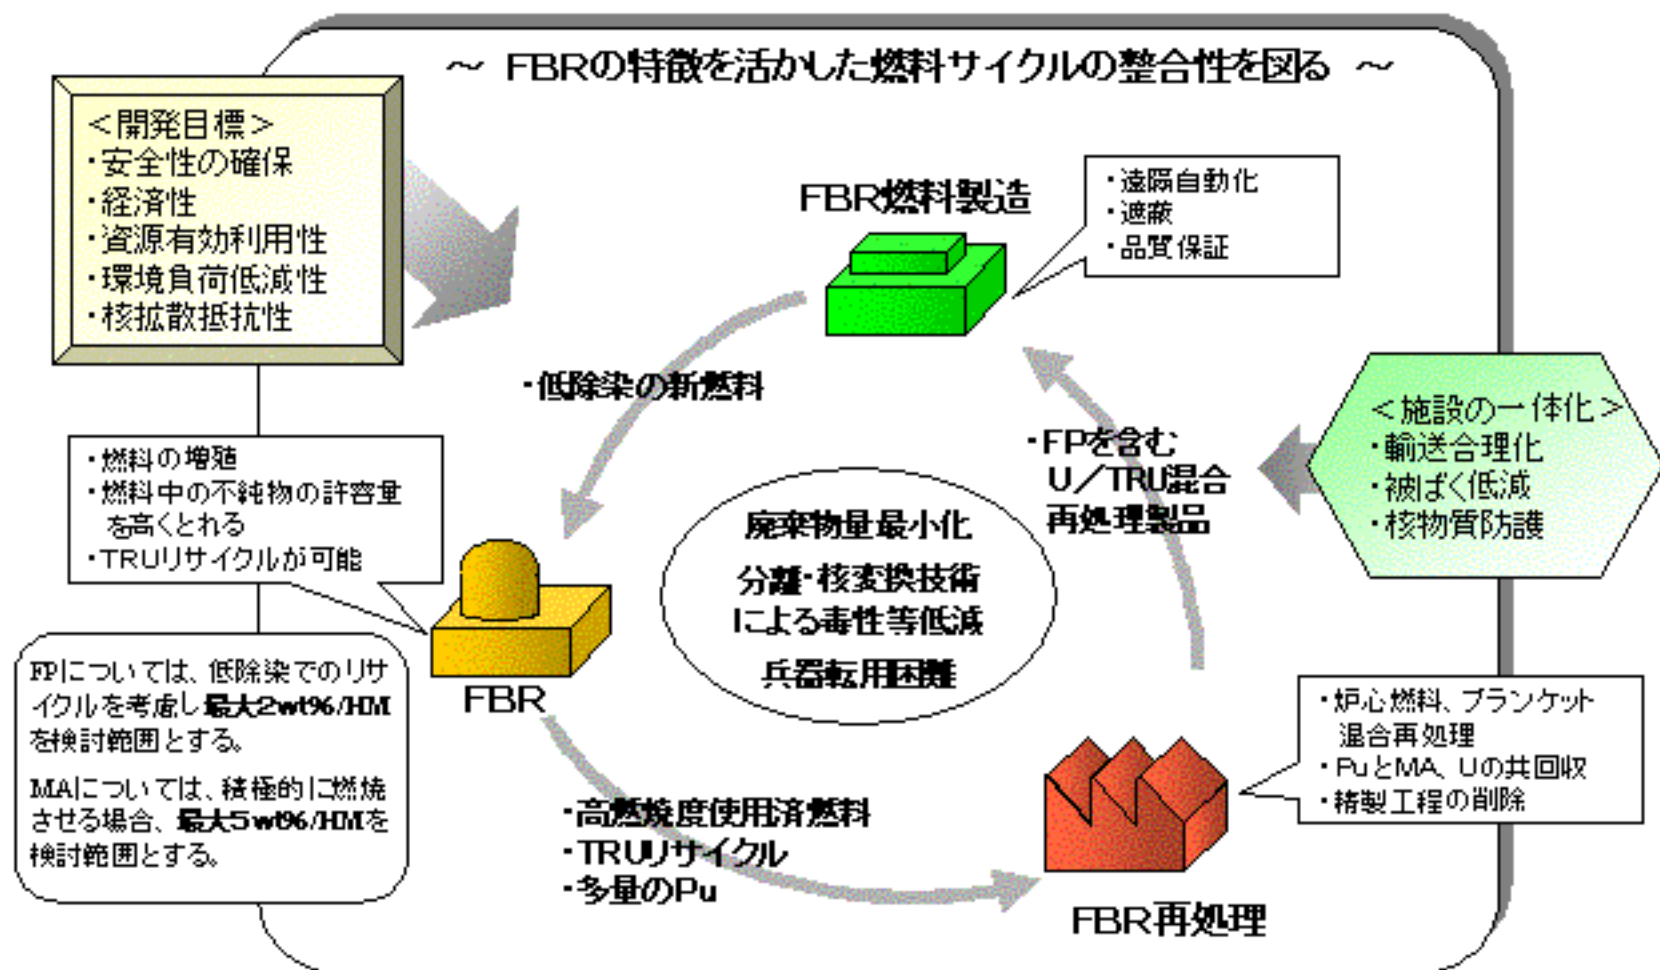 ～ FBRの特徴を活かした燃料サイクルの整合性を図る ～
＜開発目標＞
・安全性の確保
・経済性
・資源有効利用性
・環境負荷低減性
・核拡散抵抗性
FBR燃料製造
・遠隔自動化
・遮蔽
・品質保証
・低除染の新燃料
＜施設の一体化＞
・輸送合理化
・被ばく低減
・核物質防護
・FPを含む
U／TRU混合
再処理製品
・燃料の増殖
・燃料中の不純物の許容量
を高くとれる
・TRUリサイクルが可能
廃棄物量最小化
分離・核変換技術
による毒性等低減
兵器転用困難
FBR
FPについては、低除染でのリサ
イクルを考慮し最大2wt%/HM
を検討範囲とする。
MAについては、積極的に燃焼
させる場合、最大5wt%/HMを
検討範囲とする。
・炉心燃料、ブランケット
混合再処理
・PuとMA、Uの共回収
・精製工程の削除
・高燃焼度使用済燃料
・TRUリサイクル
・多量のPu
FBR再処理